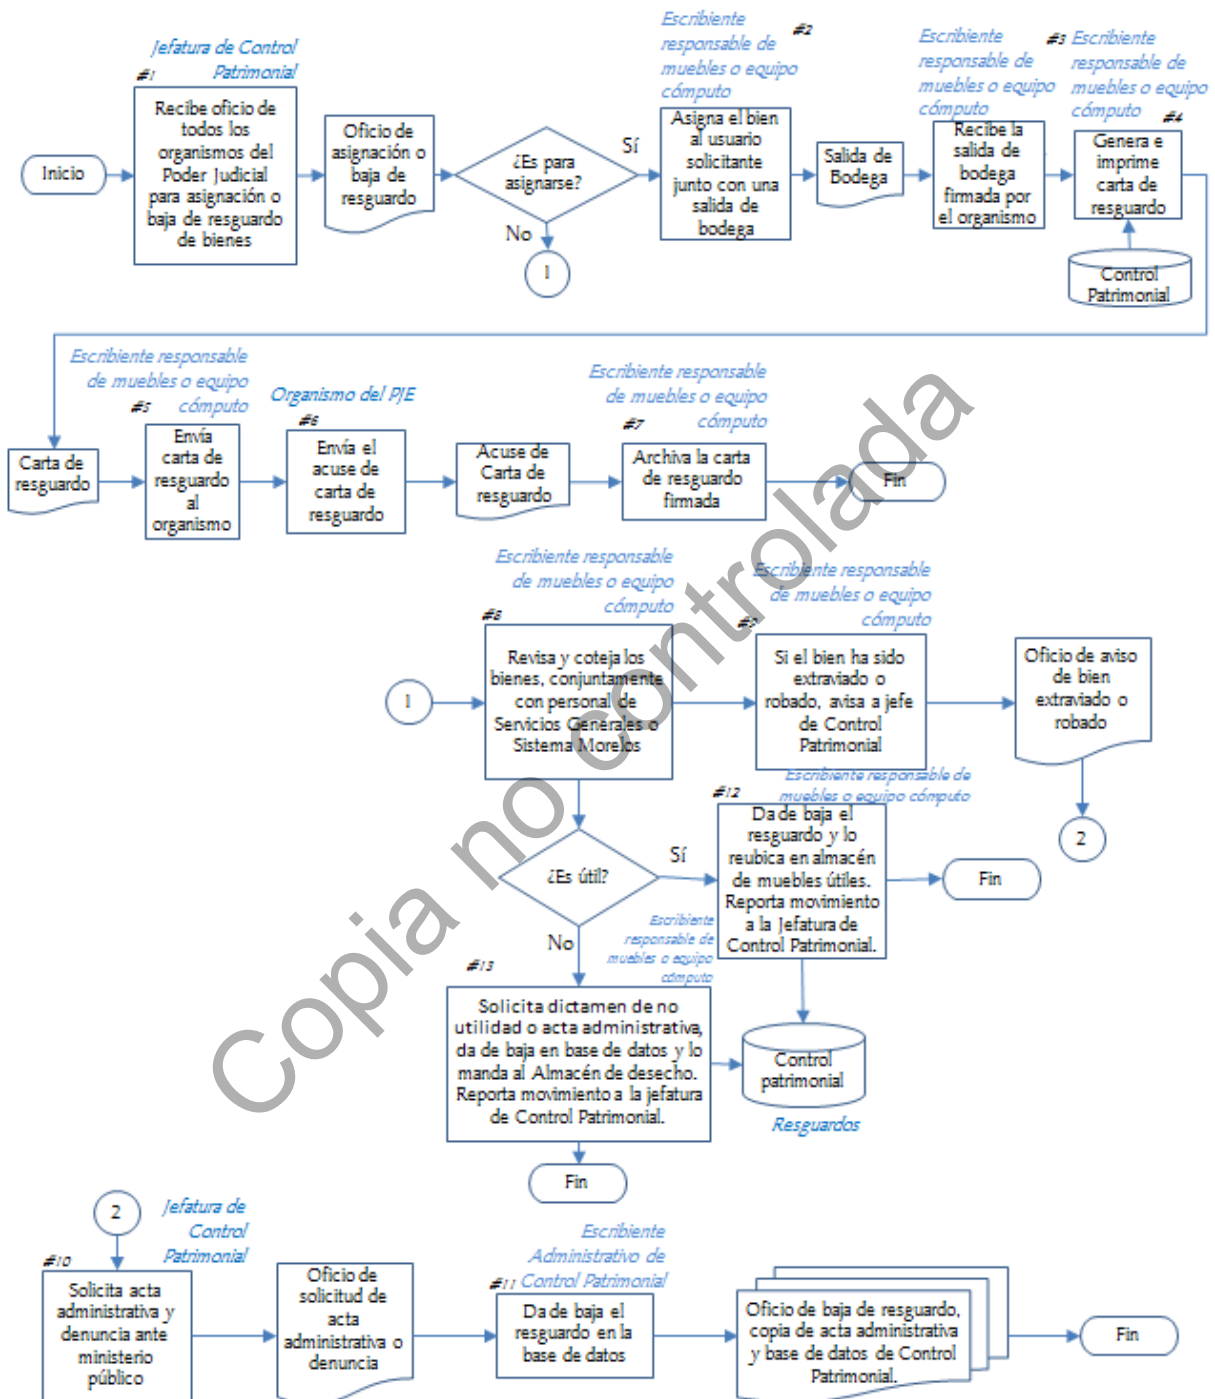 Jefatura de Control
Patrimonial
#1
Recibe oficio de
todos los
organismos del
Poder Judicial
para asignación o
baja de resguardo
de bienes
Inicio
Oficio de
asignación o
baja de
resguardo
¿Es para
asignarse?
Sí
No
1
Escribiente
responsable de
muebles o equipo
cómputo
#2
Asigna el bien
al usuario
solicitante
junto con una
salida de
bodega
Salida de
Bodega
Escribiente
responsable de
muebles o equipo
cómputo
#3
Recibe la
salida de
bodega
firmada por
el organismo
Escribiente
responsable de
muebles o equipo
cómputo
#4
Genera e
imprime
carta de
resguardo
Control
Patrimonial
Carta de
resguardo
Escribiente responsable
de muebles o equipo
cómputo
#5
Envía
carta de
resguardo
al
organismo
Organismo del PJE
#6
Envía el
acuse de
carta de
resguardo
Acuse de
Carta de
resguardo
Escribiente responsable
de muebles o equipo
cómputo
#7
Archiva la carta
de resguardo
firmada
Fin
1
Escribiente responsable
de muebles o equipo
cómputo
#8
Revisa y coteja los
bienes, conjuntamente
con personal de
Servicios Generales o
Sistema Morelos
Escribiente responsable
de muebles o equipo
cómputo
#9
Si el bien ha sido
extraviado o
robado, avisa a jefe
de Control
Patrimonial
Oficio de aviso
de bien
extraviado o
robado
2
¿Es útil?
Sí
No
Escribiente responsable de
muebles o equipo cómputo
#12
Da de baja el
resguardo y lo
reubica en almacén
de muebles útiles.
Reporta movimiento
a la Jefatura de
Control Patrimonial.
Fin
Escribiente
responsable de
muebles o equipo
cómputo
#13
Solicita dictamen de no
utilidad o acta administrativa,
da de baja en base de datos y lo
manda al Almacén de desecho.
Reporta movimiento a la jefatura
de Control Patrimonial.
Control
patrimonial
Resguardos
Fin
2
Jefatura de
Control
Patrimonial
#10
Solicita acta
administrativa y
denuncia ante
ministerio
público
Oficio de
solicitud de
acta
administrativa o
denuncia
Escribiente
Administrativo de
Control Patrimonial
#11
Da de baja el
resguardo en la
base de datos
Oficio de baja de resguardo,
copia de acta administrativa
y base de datos de Control
Patrimonial.
Fin
Copia no controlada